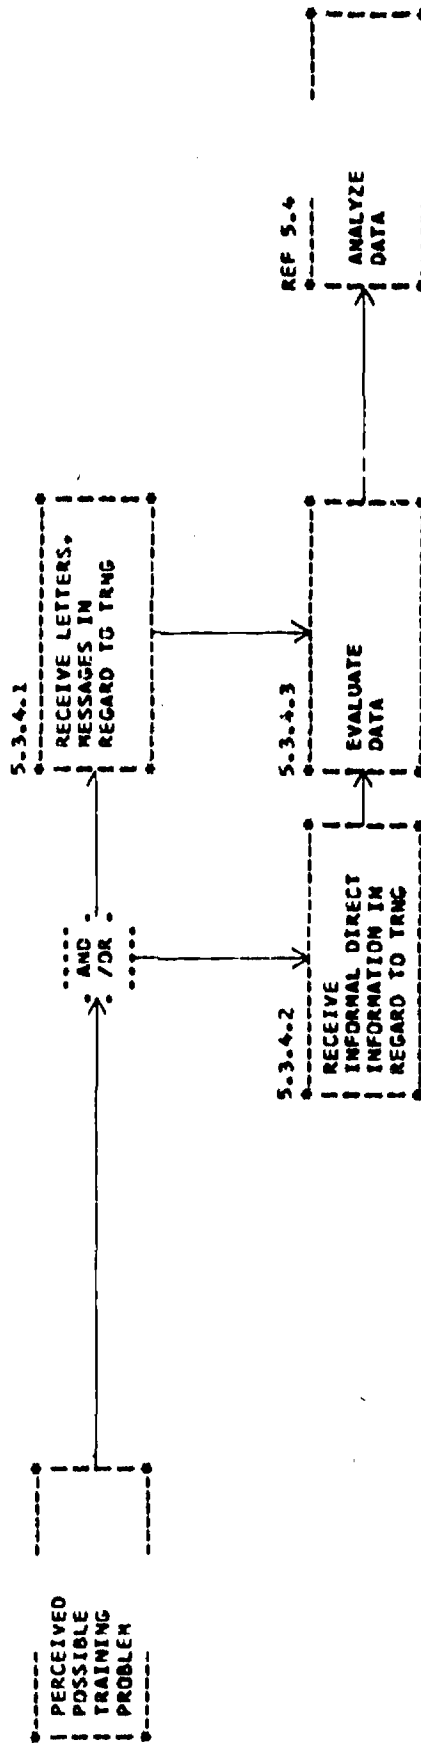 PERCEIVED
POSSIBLE
TRAINING
PROBLEM
AND
/OR
5.3.4.1
RECEIVE LETTERS,
MESSAGES IN
REGARD TO TRNG
5.3.4.2
RECEIVE
INFORMAL DIRECT
INFORMATION IN
REGARD TO TRNG
5.3.4.3
EVALUATE
DATA
REF 5.4
ANALYZE
DATA